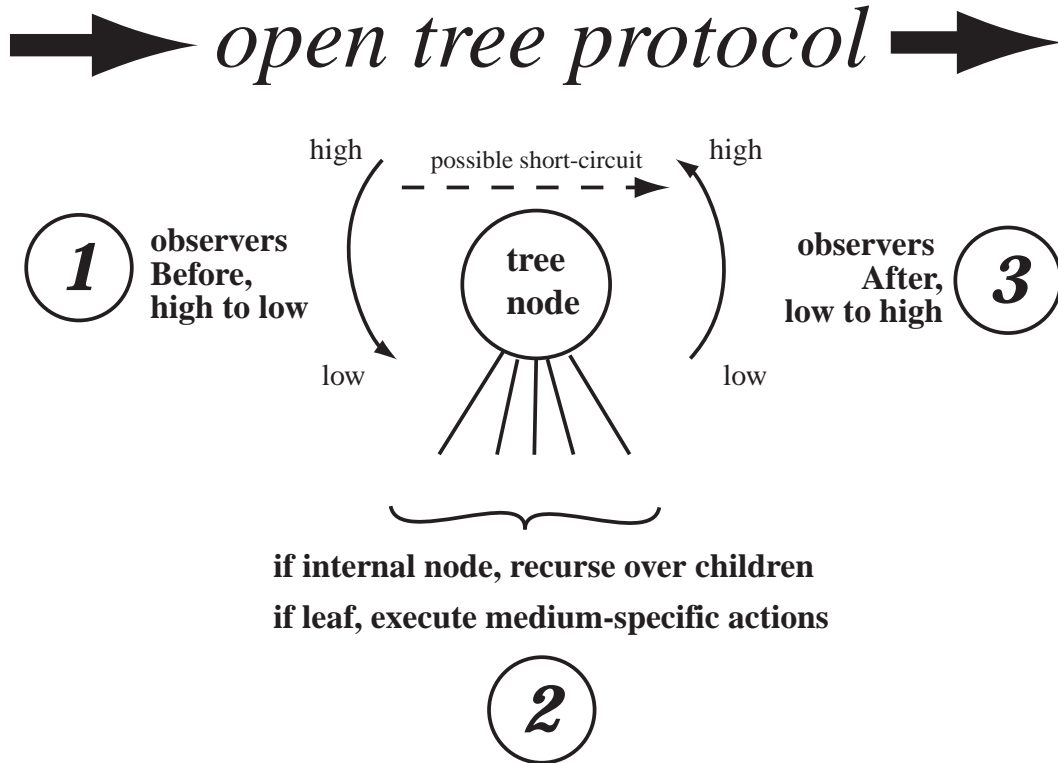 open tree protocol
high
possible short-circuit
high
1
observers
Before,
high to low
tree
node
observers
After,
low to high
3
low
low
if internal node, recurse over children
if leaf, execute medium-specific actions
2